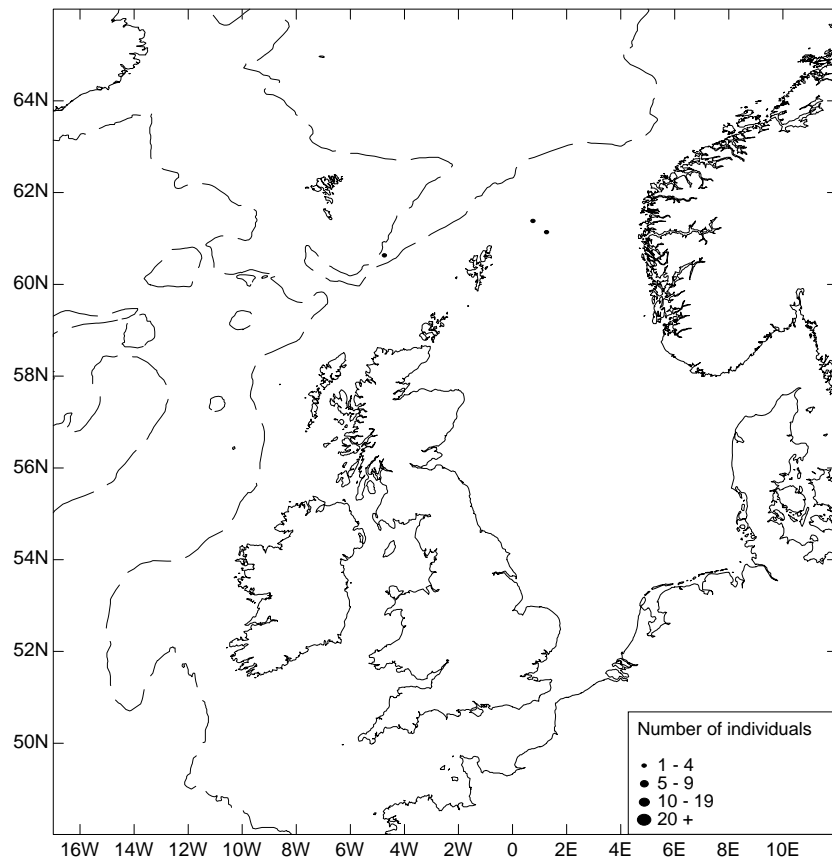 64N
62N
60N
58N
56N
54N
52N
50N
Number of individuals
1 - 4
5 - 9
10 - 19
20 +
16W 14W 12W 10W 8W 6W 4W 2W 0 2E 4E 6E 8E 10E